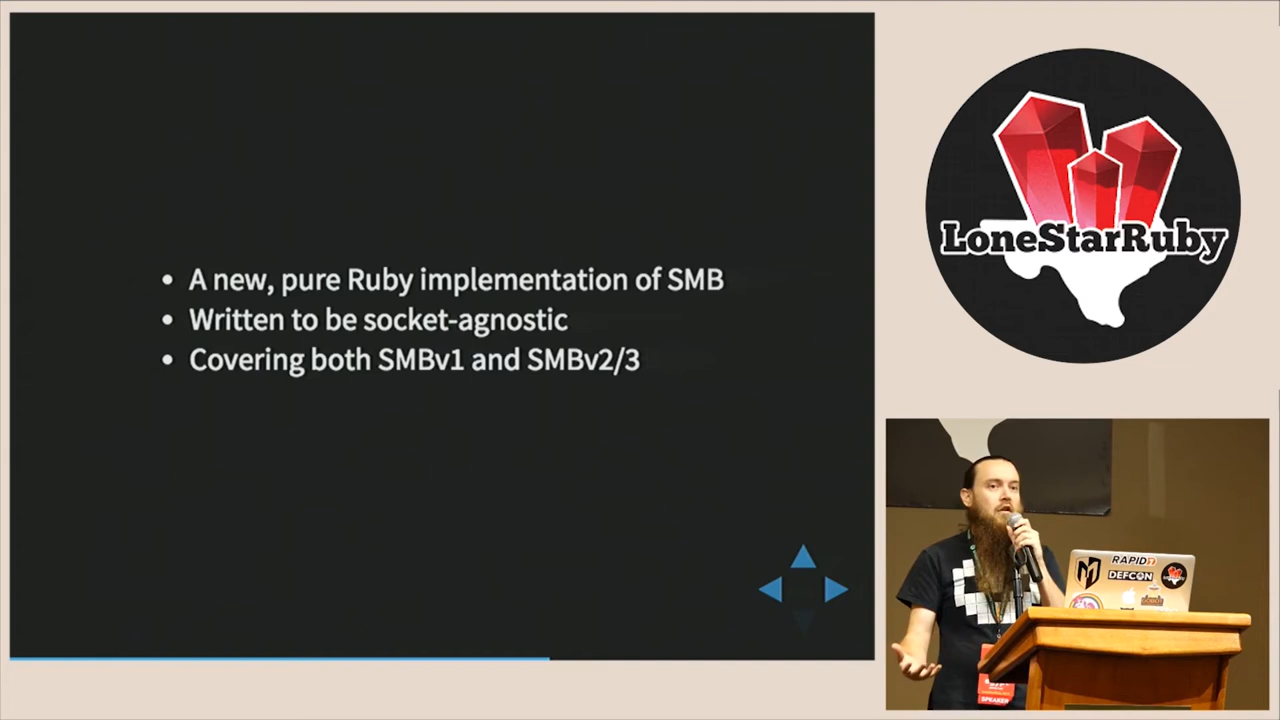 • A new, pure Ruby implementation of SMB
• Written to be socket-agnostic
• Covering both SMBv1 and SMBv2/3
LoneStarRuby
RAPID7
DEFCON
SPEAKER